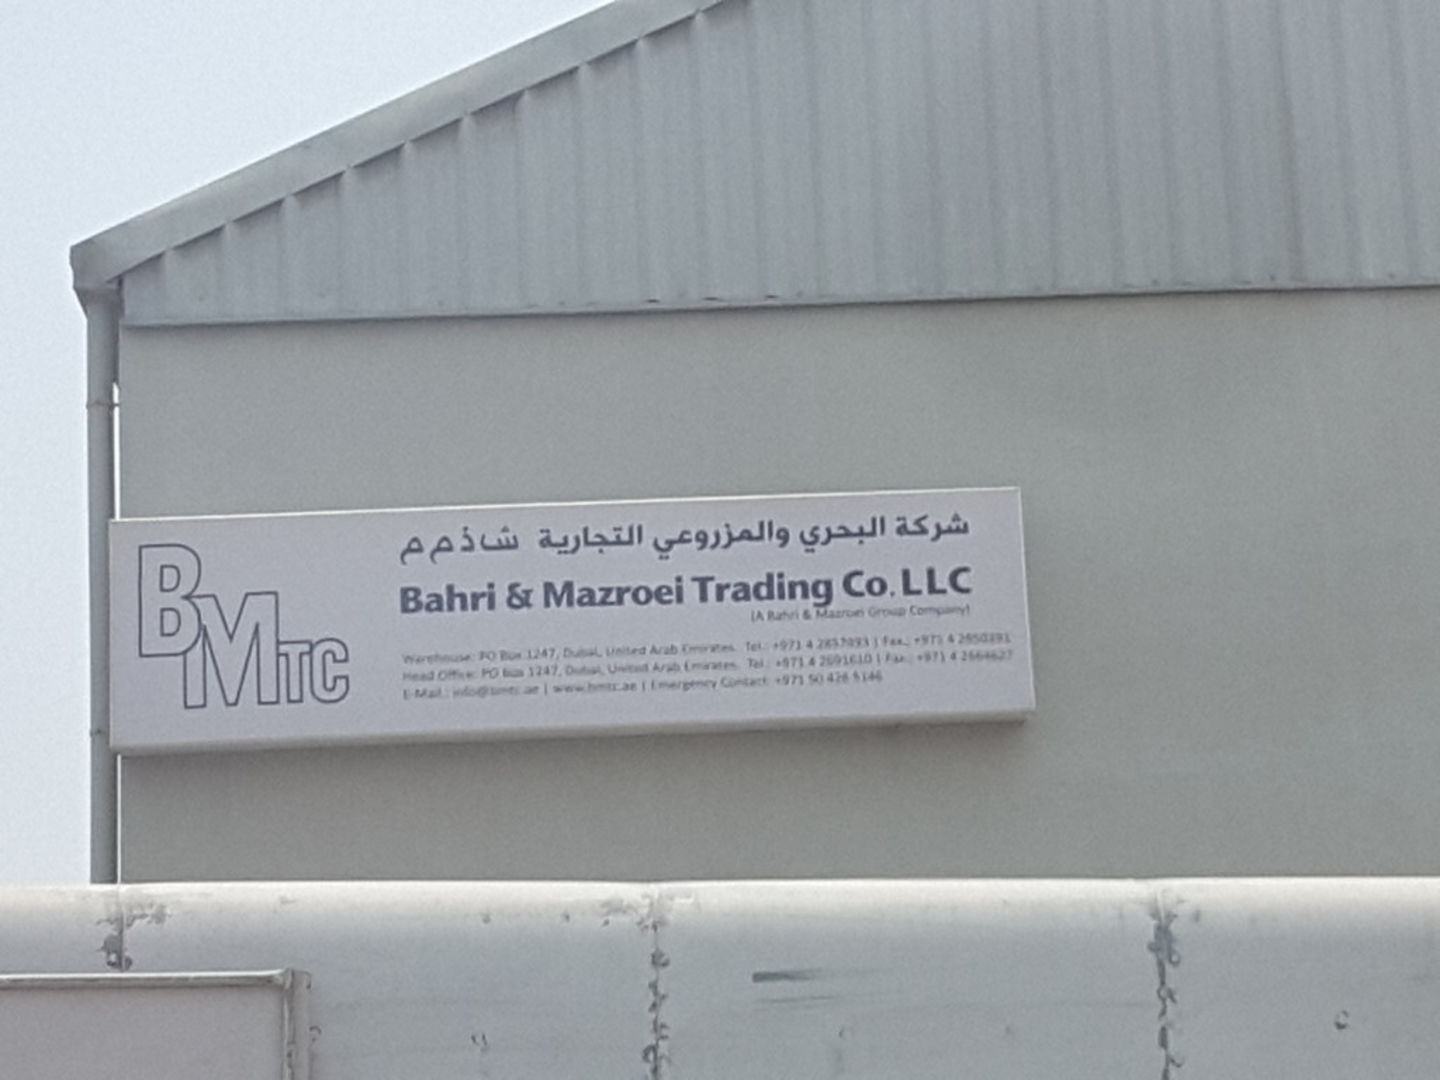 BMTC
شركة البحري والمزروعي التجارية شاذمم
Bahri & Mazroei Trading Co. LLC
(A Bahri & Mazroei Group Company)
Warehouse: PO Box 1247, Dubai, United Arab Emirates. Tel.: +971 4 2857893 | Fax.: +971 4
Head Office: PO Box 1247, Dubai, United Arab Emirates. Tel.: +971 4 2691610 | Fax.: +971 4 2664627
E-Mail: info@bmtc.ae | www.bmtc.ae | Emergency Contact: +971 50 428 5146